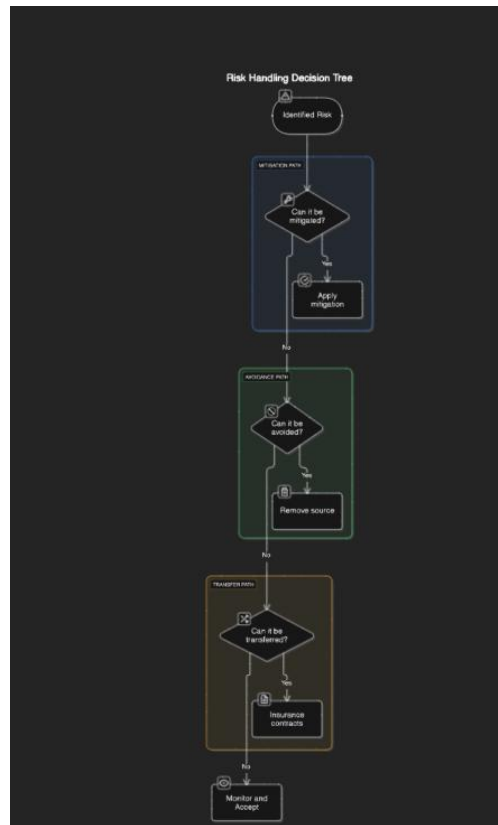 Risk Handling Decision Tree
Identified Risk
MITIGATION PATH
Can it be
mitigated?
Yes
Apply
mitigation
No
AVOIDANCE PATH
Can it be
avoided?
Yes
Remove source
No
TRANSFER PATH
Can it be
transferred?
Yes
Insurance
contracts
No
Monitor and
Accept